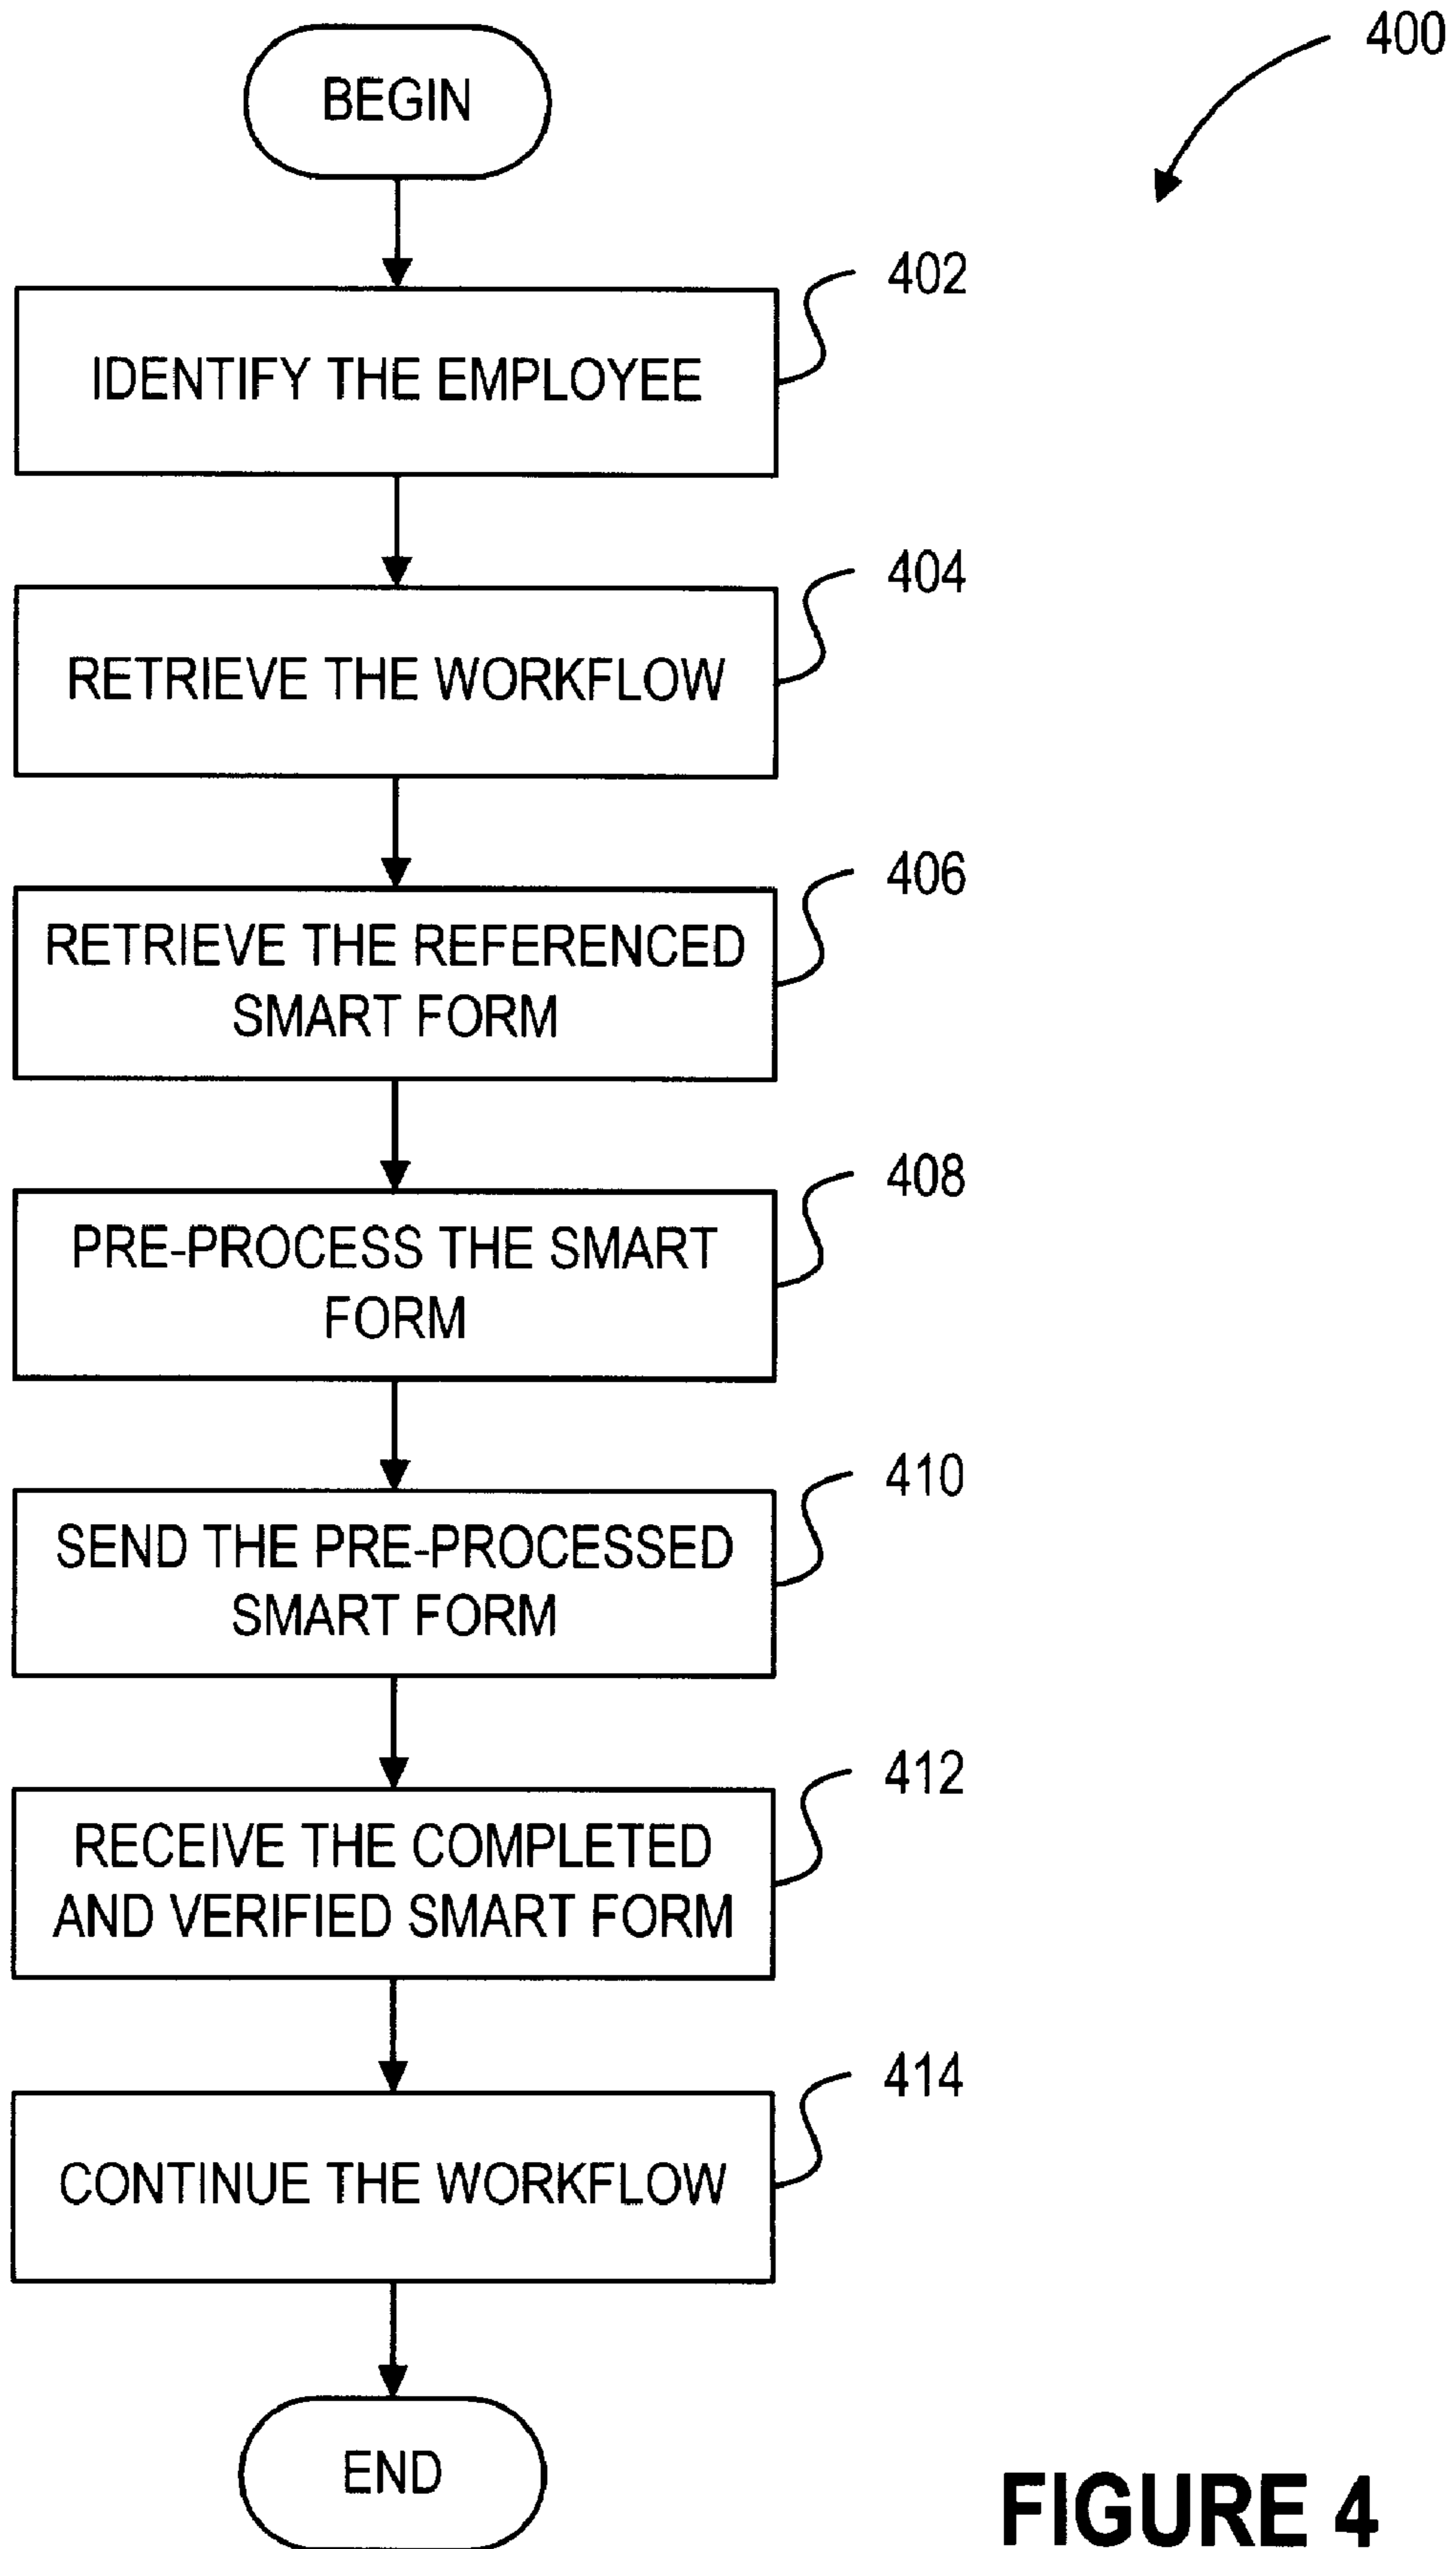 400
BEGIN
402
IDENTIFY THE EMPLOYEE
404
RETRIEVE THE WORKFLOW
406
RETRIEVE THE REFERENCED
SMART FORM
408
PRE-PROCESS THE SMART
FORM
410
SEND THE PRE-PROCESSED
SMART FORM
412
RECEIVE THE COMPLETED
AND VERIFIED SMART FORM
414
CONTINUE THE WORKFLOW
END
FIGURE 4